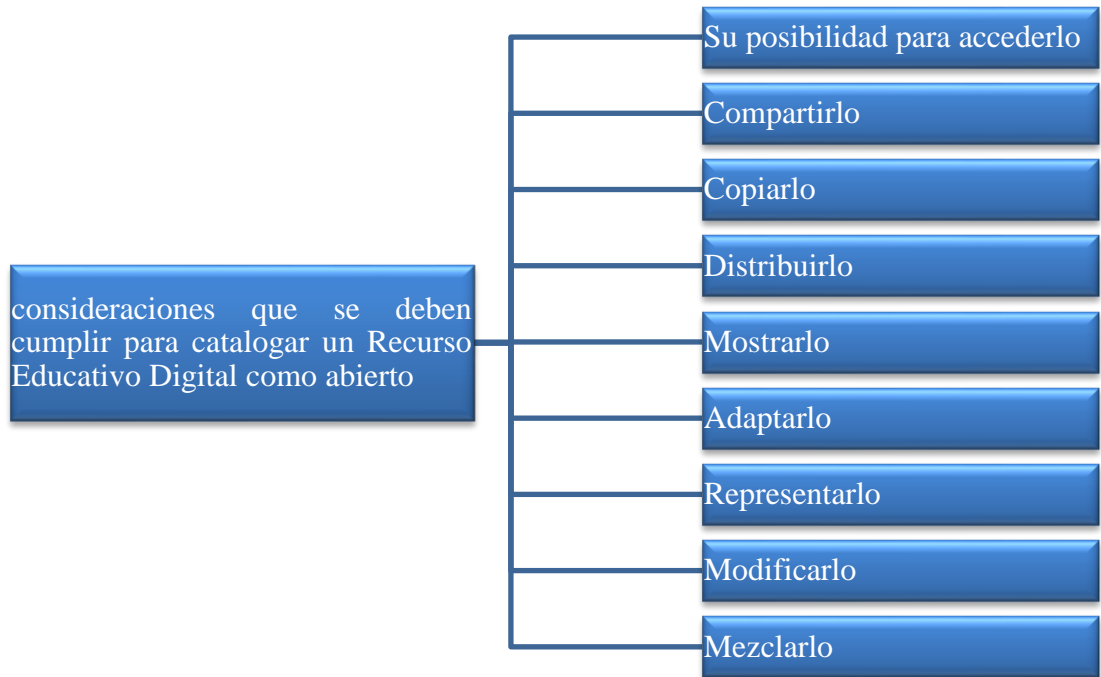 Su posibilidad para accederlo
Compartirlo
Copiarlo
Distribuirlo
consideraciones que se deben
cumplir para catalogar un Recurso
Educativo Digital como abierto
Mostrarlo
Adaptarlo
Representarlo
Modificarlo
Mezclarlo